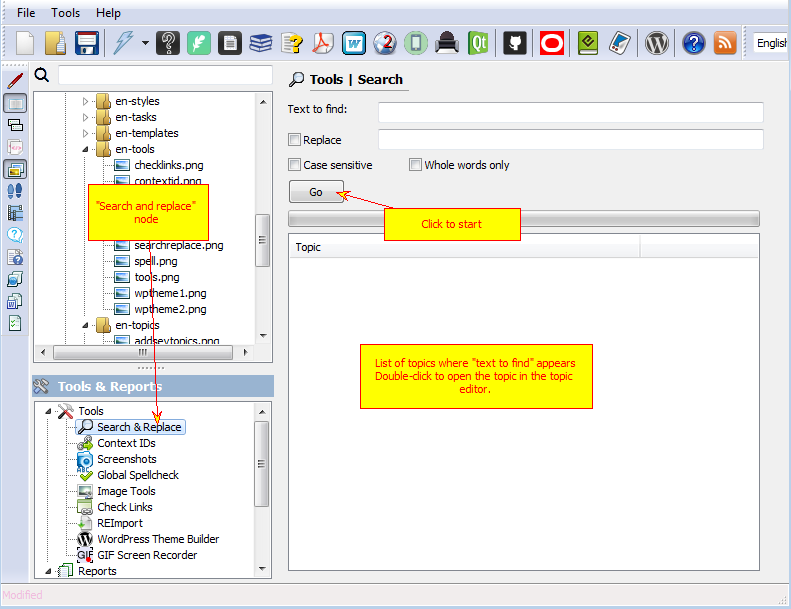 File Tools Help
English
en-styles
en-tasks
en-templates
en-tools
checklinks.png
contextid.png
"Search and replace"
node
searchreplace.png
spell.png
tools.png
wptheme1.png
wptheme2.png
en-topics
addseytopics.png
Tools & Reports
Tools
Search & Replace
Context IDs
Screenshots
Global Spellcheck
Image Tools
Check Links
REImport
WordPress Theme Builder
GIF Screen Recorder
Reports
Tools | Search
Text to find:
Replace
Case sensitive Whole words only
Go
Click to start
Topic
List of topics where "text to find" appears
Double-click to open the topic in the topic
editor.
Modified